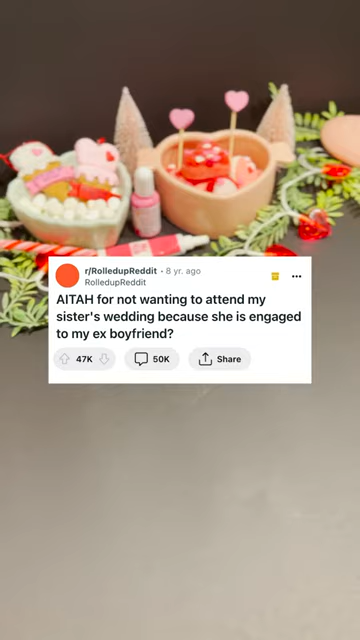 r/RolledupReddit • 8 yr. ago
RolledupReddit
AITAH for not wanting to attend my
sister's wedding because she is engaged
to my ex boyfriend?
47K 50K Share